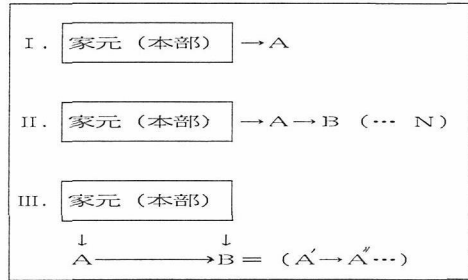 I. 家元（本部） →A
II. 家元（本部） →A→B （… N）
III. 家元（本部）
↓ ↓
A→B＝（A′→A″…）